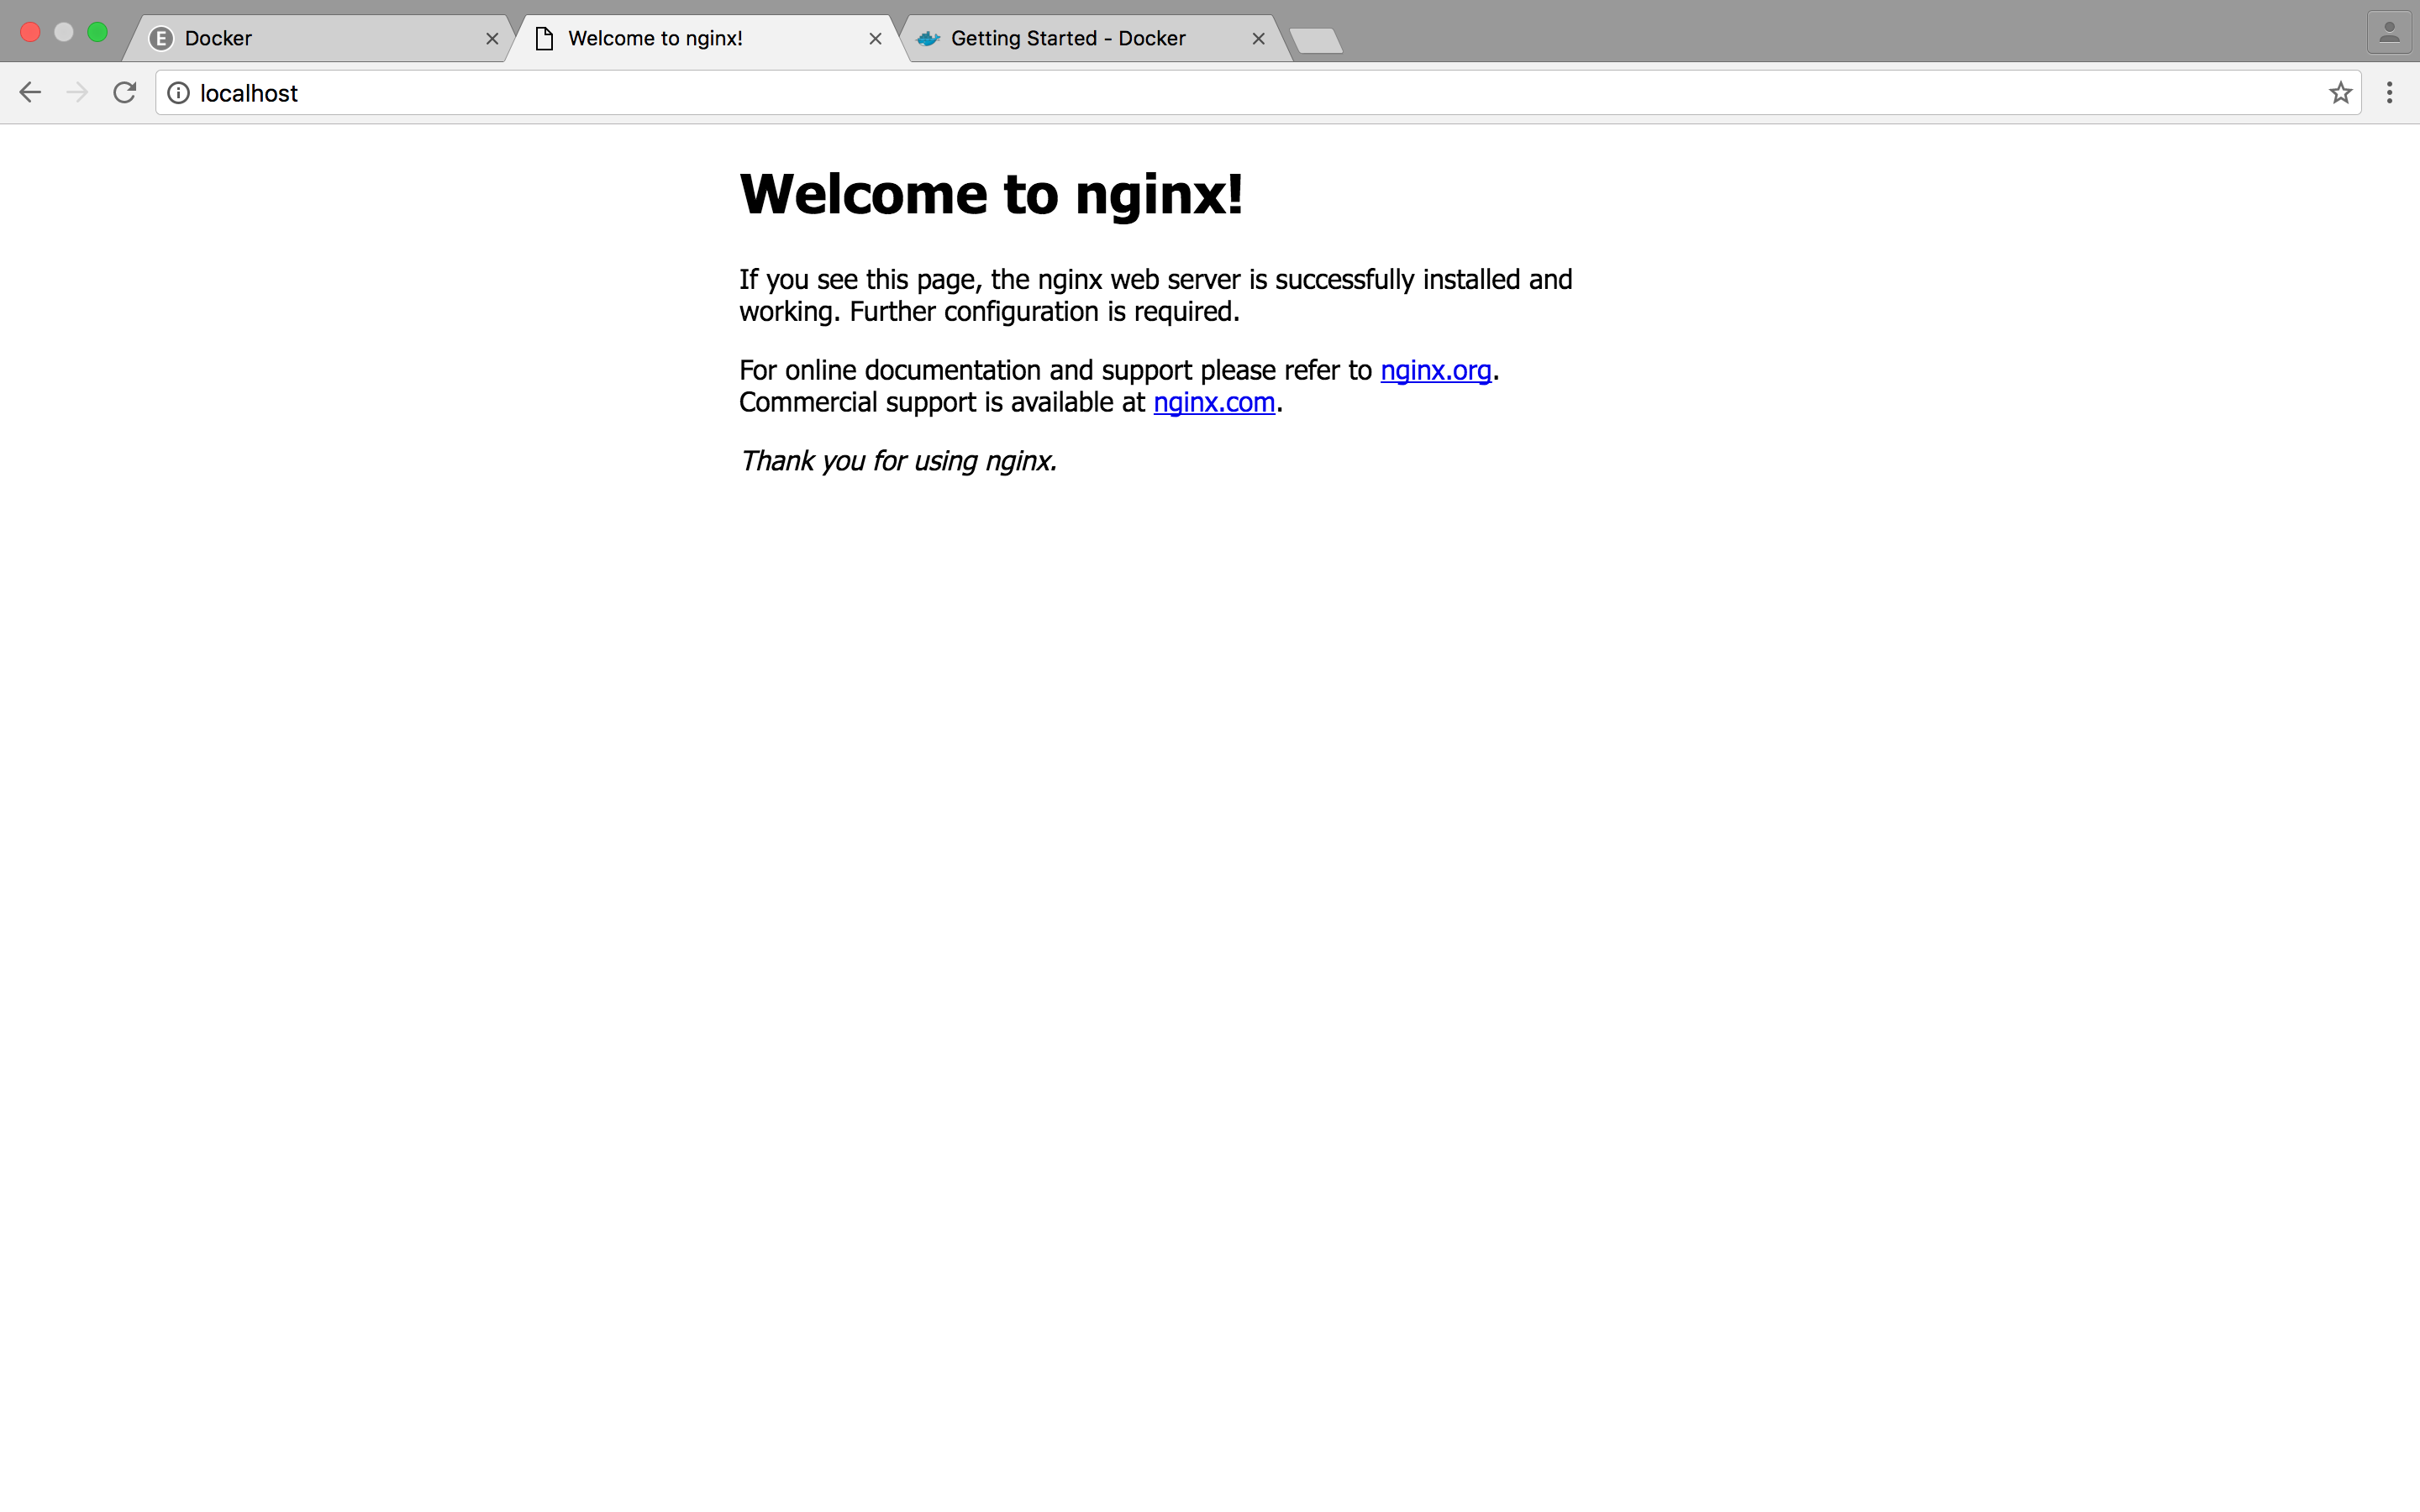 E Docker
Welcome to nginx!
Getting Started - Docker
localhost
Welcome to nginx!
If you see this page, the nginx web server is successfully installed and
working. Further configuration is required.
For online documentation and support please refer to nginx.org.
Commercial support is available at nginx.com.
Thank you for using nginx.